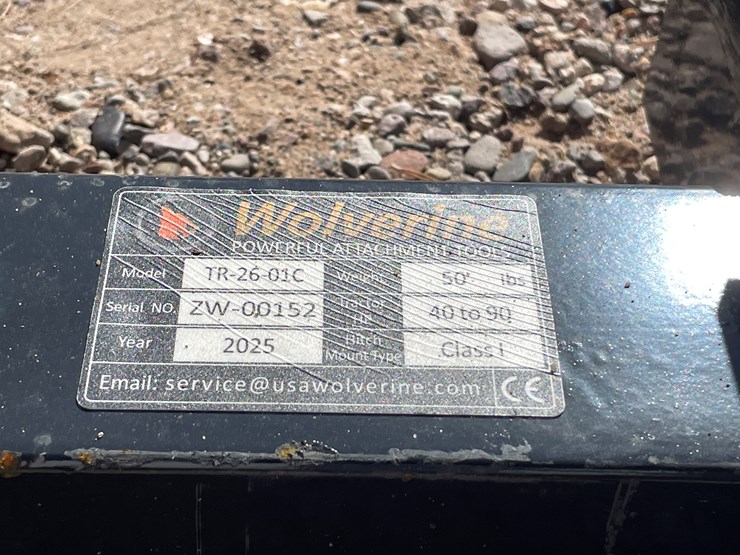 Wolverine
POWERFUL ATTACHMENT TOOLS
Model TR-26-01C Weight 50' lbs
Serial NO. ZW-00152 Tractor 40 to 90
Year 2025 Hitch Mount Type Class I
Email: service@usawolverine.com CE